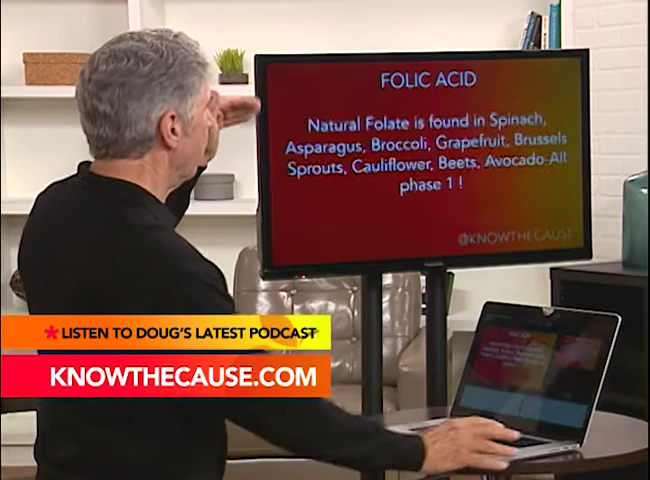 FOLIC ACID
Natural Folate is found in Spinach,
Asparagus, Broccoli, Grapefruit, Brussels
Sprouts, Cauliflower, Beets, Avocado-All
phase 1 !
@KNOWTHECAUSE
*LISTEN TO DOUG'S LATEST PODCAST
KNOWTHECAUSE.COM